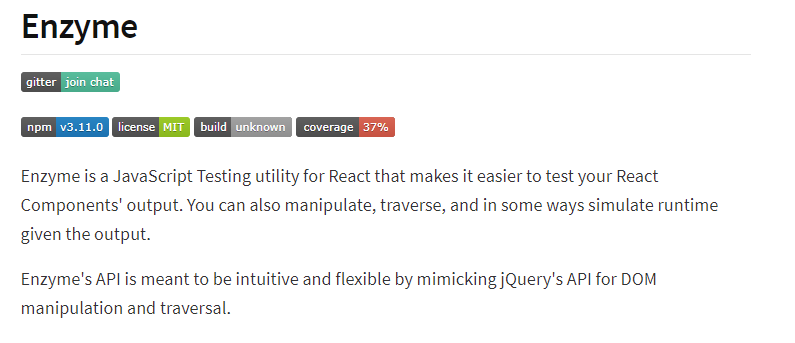 Enzyme
gitter join chat
npm v3.11.0 license MIT build unknown coverage 37%
Enzyme is a JavaScript Testing utility for React that makes it easier to test your React
Components' output. You can also manipulate, traverse, and in some ways simulate runtime
given the output.
Enzyme's API is meant to be intuitive and flexible by mimicking jQuery's API for DOM
manipulation and traversal.